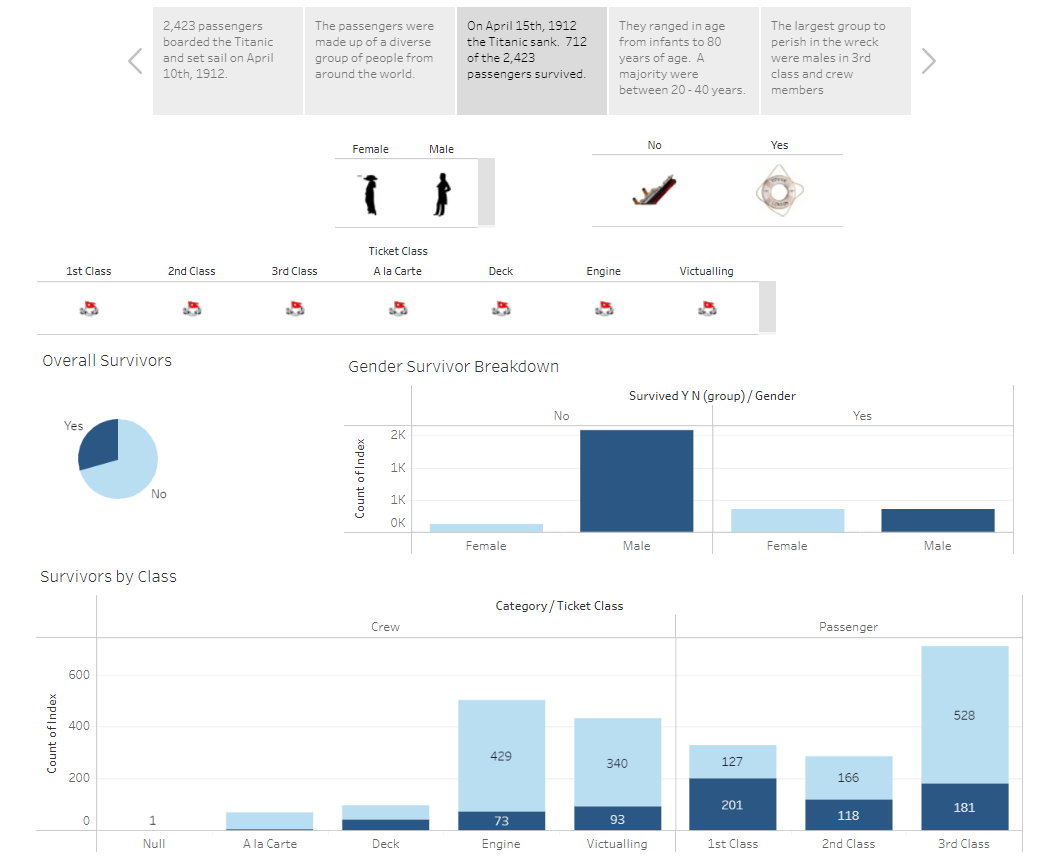 2,423 passengers
boarded the Titanic
and set sail on April
10th, 1912.
The passengers were
made up of a diverse
group of people from
around the world.
On April 15th, 1912
the Titanic sank.  712
of the 2,423
passengers survived.
They ranged in age
from infants to 80
years of age.  A
majority were
between 20 - 40 years.
The largest group to
perish in the wreck
were males in 3rd
class and crew
members
Female Male
No Yes
Ticket Class
1st Class 2nd Class 3rd Class A la Carte Deck Engine Victualling
Overall Survivors
Yes
No
Gender Survivor Breakdown
Survived Y N (group) / Gender
No Yes
Count of Index
2K
1K
1K
0K
Female Male Female Male
Survivors by Class
Category / Ticket Class
Crew Passenger
Count of Index
600
400
200
0
1
429
73
340
93
127
201
166
118
528
181
Null A la Carte Deck Engine Victualling 1st Class 2nd Class 3rd Class